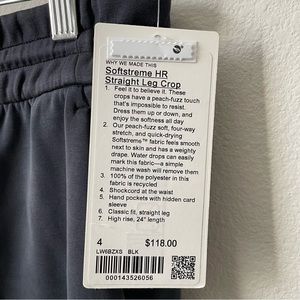 WHY WE MADE THIS
Softstreme HR
Straight Leg Crop
1. Feel it to believe it. These
crops have a peach-fuzz touch
that's impossible to resist.
Dress them up or down, and
enjoy the softness all day
2. Our peach-fuzz soft, four-way
stretch, and quick-drying
Softstreme™ fabric feels smooth
next to skin and has a weighty
drape. Water drops can easily
mark this fabric—a simple
machine wash will remove them
3. 100% of the polyester in this
fabric is recycled
4. Shockcord at the waist
5. Hand pockets with hidden card
sleeve
6. Classic fit, straight leg
7. High rise, 24" length
4 $118.00
LW6BZXS BLK
000143526056